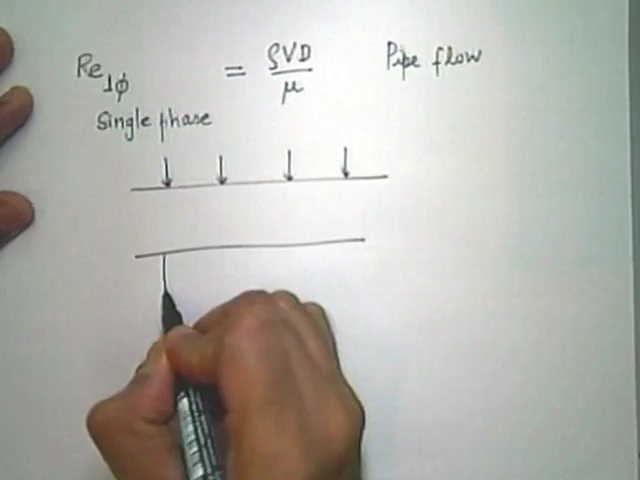 Re1ϕ = ρVD/μ Pipe flow
Single phase